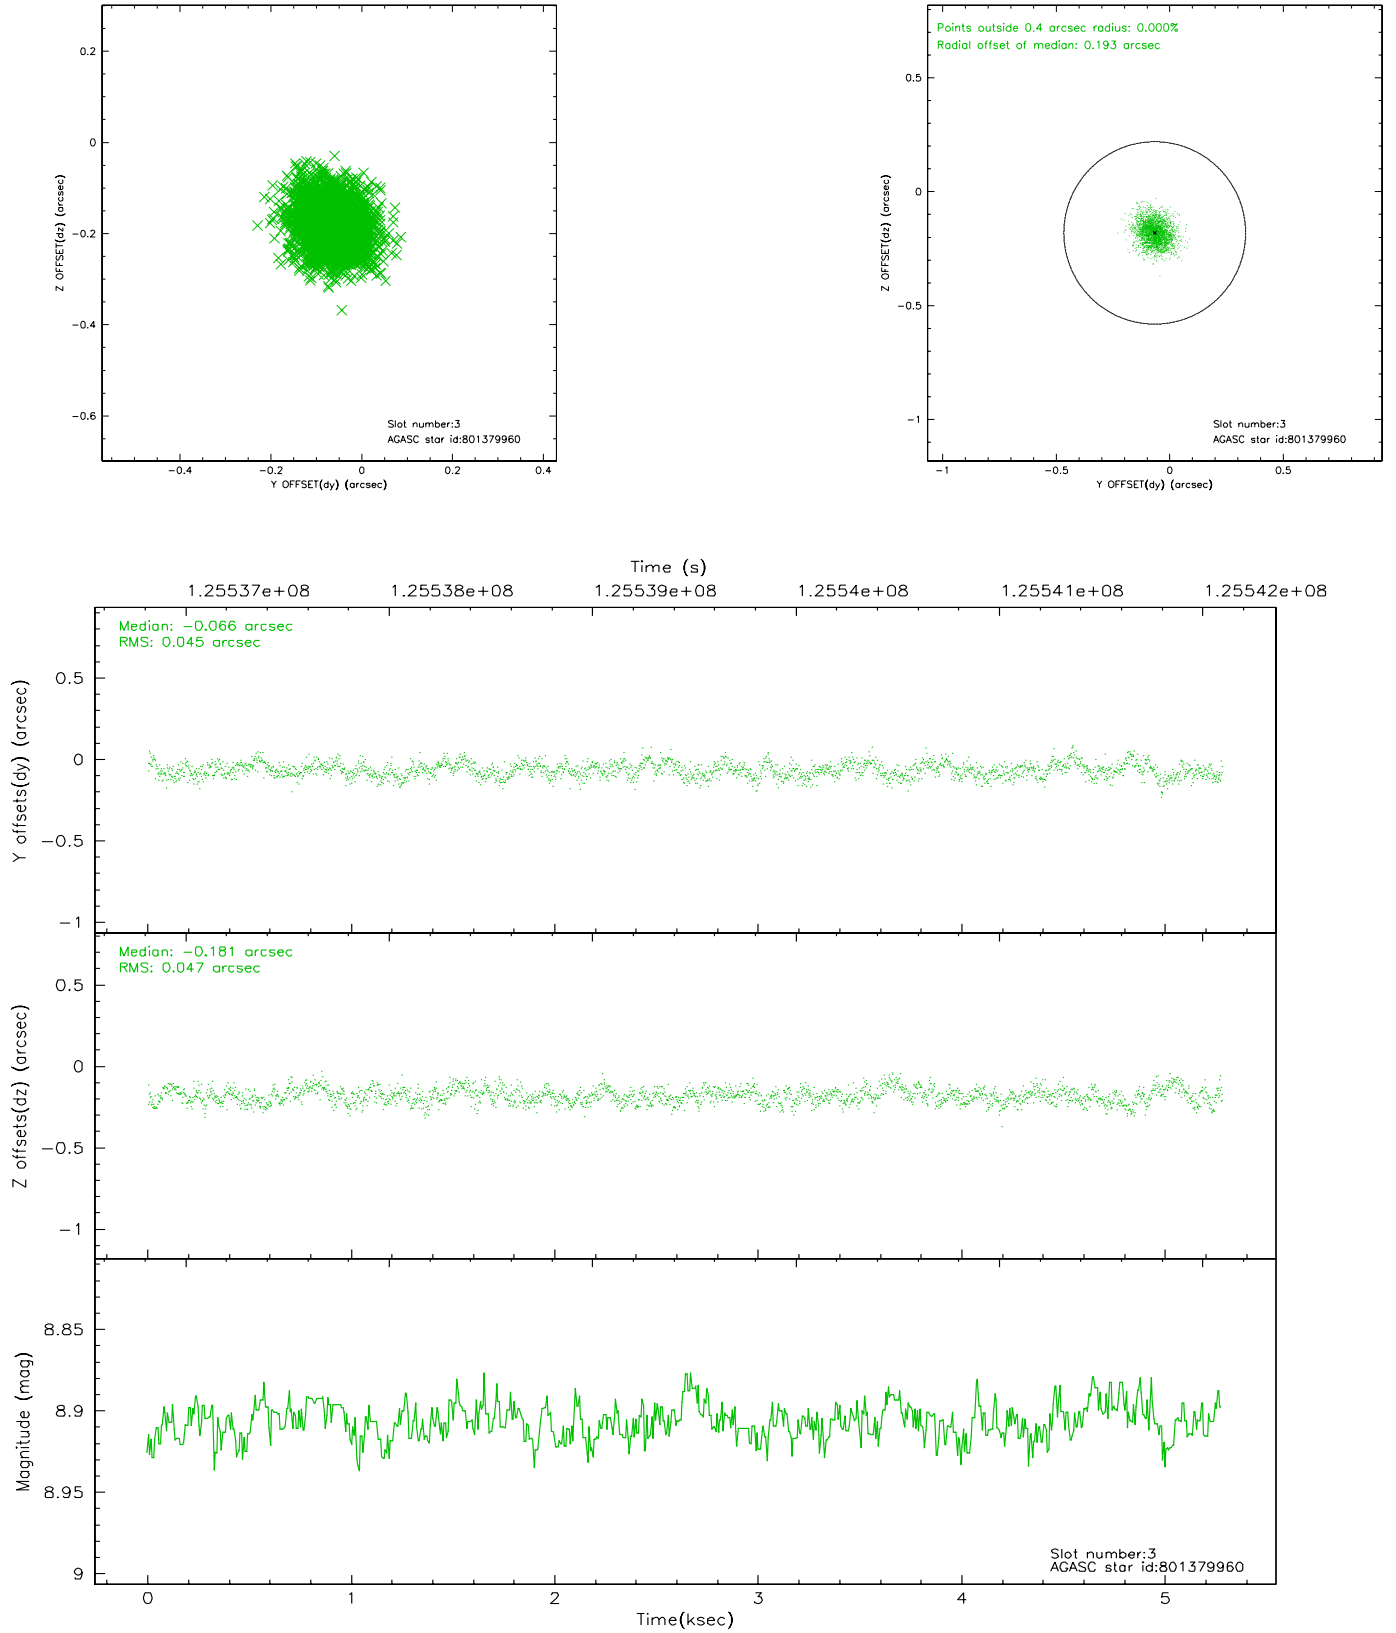 0.2
0
-0.2
-0.4
-0.6
Z OFFSET(dz) (arcsec)
Slot number:3
AGASC star id:801379960
-0.4 -0.2 0 0.2 0.4
Y OFFSET(dy) (arcsec)
Points outside 0.4 arcsec radius: 0.000%
Radial offset of median: 0.193 arcsec
0.5
0
-0.5
-1
Z OFFSET(dz) (arcsec)
Slot number:3
AGASC star id:801379960
-1 -0.5 0 0.5
Y OFFSET(dy) (arcsec)
Time (s)
1.25537e+08 1.25538e+08 1.25539e+08 1.2554e+08 1.25541e+08 1.25542e+08
Median: -0.066 arcsec
RMS: 0.045 arcsec
0.5
0
-0.5
-1
Y offsets(dy) (arcsec)
Median: -0.181 arcsec
RMS: 0.047 arcsec
0.5
0
-0.5
-1
Z offsets(dz) (arcsec)
8.85
8.9
8.95
9
Magnitude (mag)
Slot number:3
AGASC star id:801379960
0 1 2 3 4 5
Time(ksec)